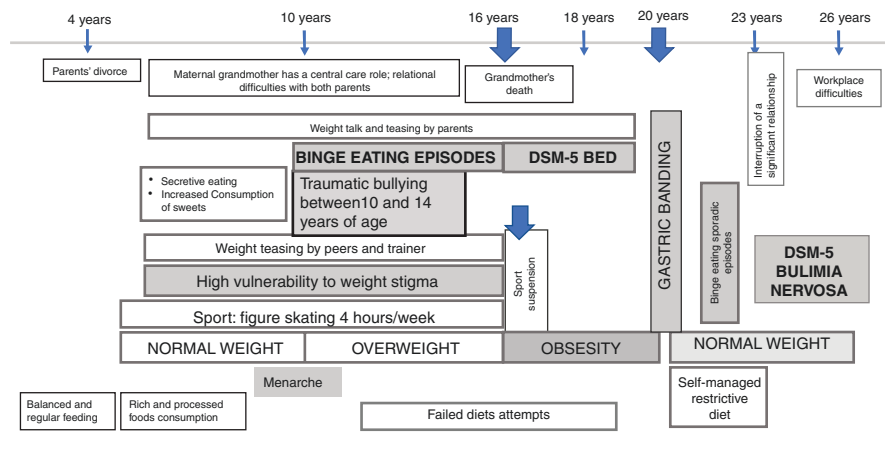 4 years
10 years
16 years
18 years
20 years
23 years
26 years
Parents' divorce
Maternal grandmother has a central care role; relational
difficulties with both parents
Grandmother's
death
Interruption of a
significant relationship
Workplace
difficulties
Weight talk and teasing by parents
BINGE EATING EPISODES
DSM-5 BED
GASTRIC BANDING
• Secretive eating
• Increased Consumption
of sweets
Traumatic bullying
between10 and 14
years of age
Binge eating sporadic
episodes
Weight teasing by peers and trainer
Sport
suspension
DSM-5
BULIMIA
NERVOSA
High vulnerability to weight stigma
Sport: figure skating 4 hours/week
NORMAL WEIGHT
OVERWEIGHT
OBSESITY
NORMAL WEIGHT
Menarche
Self-managed
restrictive
diet
Balanced and
regular feeding
Rich and processed
foods consumption
Failed diets attempts